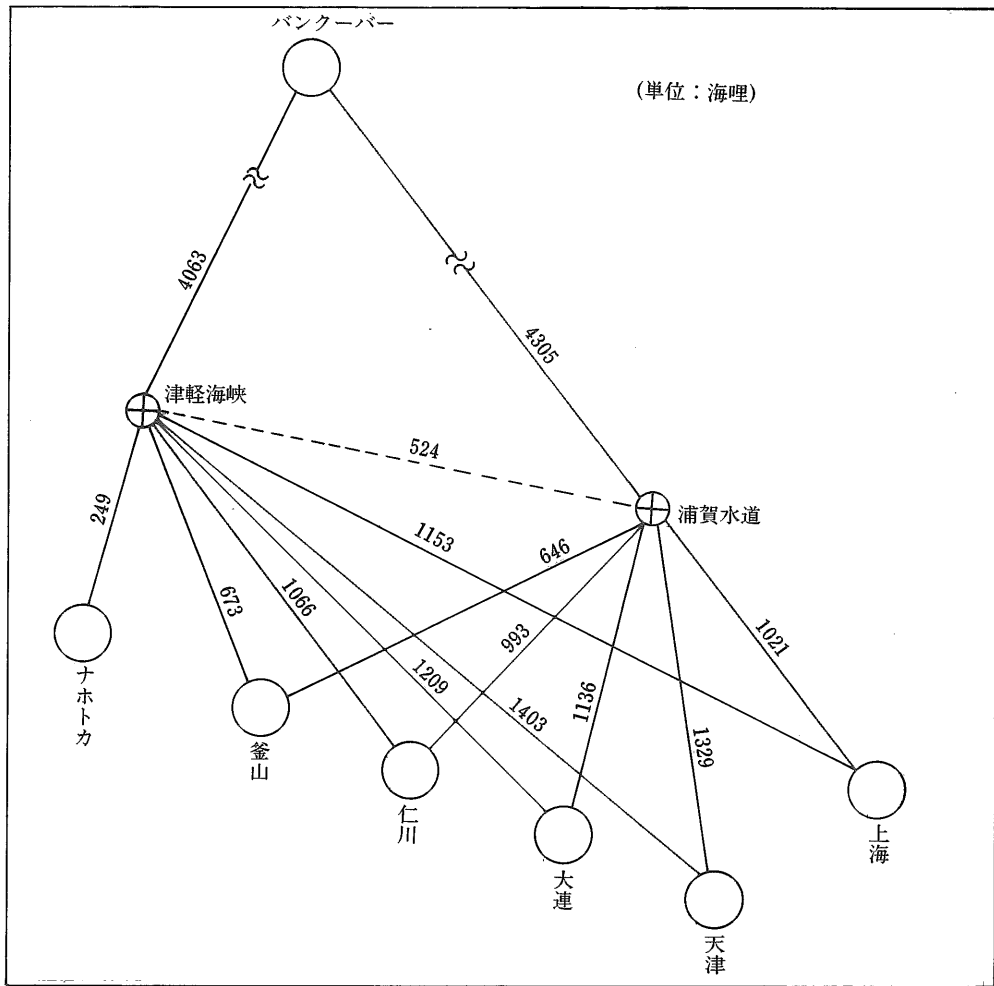 バンクーバー
(単位：海哩)
4063
4305
津軽海峡
524
浦賀水道
249
1153
646
673
1066
993
1021
1209
1403
1136
1329
ナホトカ
釜山
仁川
大連
天津
上海